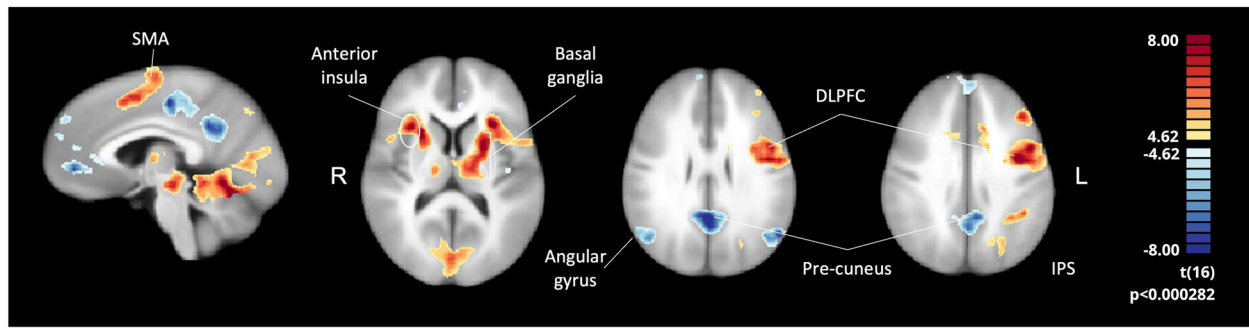 SMA
Anterior
insula
Basal
ganglia
DLPFC
R
L
Angular
gyrus
Pre-cuneus
IPS
8.00
4.62
-4.62
-8.00
t(16)
p<0.000282